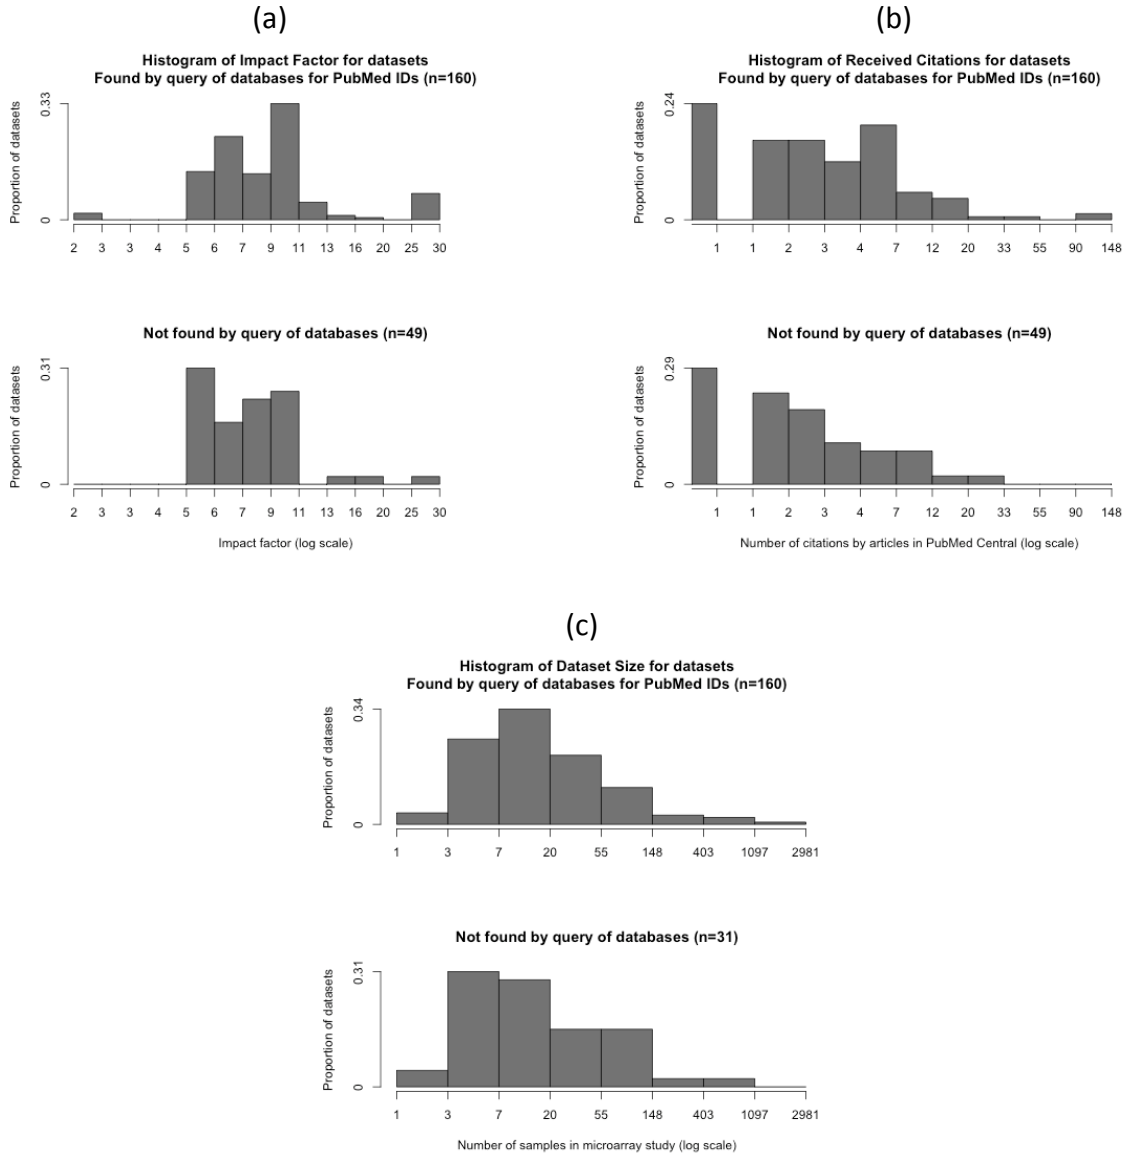 (a)
Histogram of Impact Factor for datasets
Found by query of databases for PubMed IDs (n=160)
Proportion of datasets
0.33
0
2 3 3 4 5 6 7 9 11 13 16 20 25 30
Not found by query of databases (n=49)
Proportion of datasets
0.31
0
2 3 3 4 5 6 7 9 11 13 16 20 25 30
Impact factor (log scale)
(b)
Histogram of Received Citations for datasets
Found by query of databases for PubMed IDs (n=160)
Proportion of datasets
0.24
0
1 1 2 3 4 7 12 20 33 55 90 148
Not found by query of databases (n=49)
Proportion of datasets
0.29
0
1 1 2 3 4 7 12 20 33 55 90 148
Number of citations by articles in PubMed Central (log scale)
(c)
Histogram of Dataset Size for datasets
Found by query of databases for PubMed IDs (n=160)
Proportion of datasets
0.34
0
1 3 7 20 55 148 403 1097 2981
Not found by query of databases (n=31)
Proportion of datasets
0.31
0
1 3 7 20 55 148 403 1097 2981
Number of samples in microarray study (log scale)